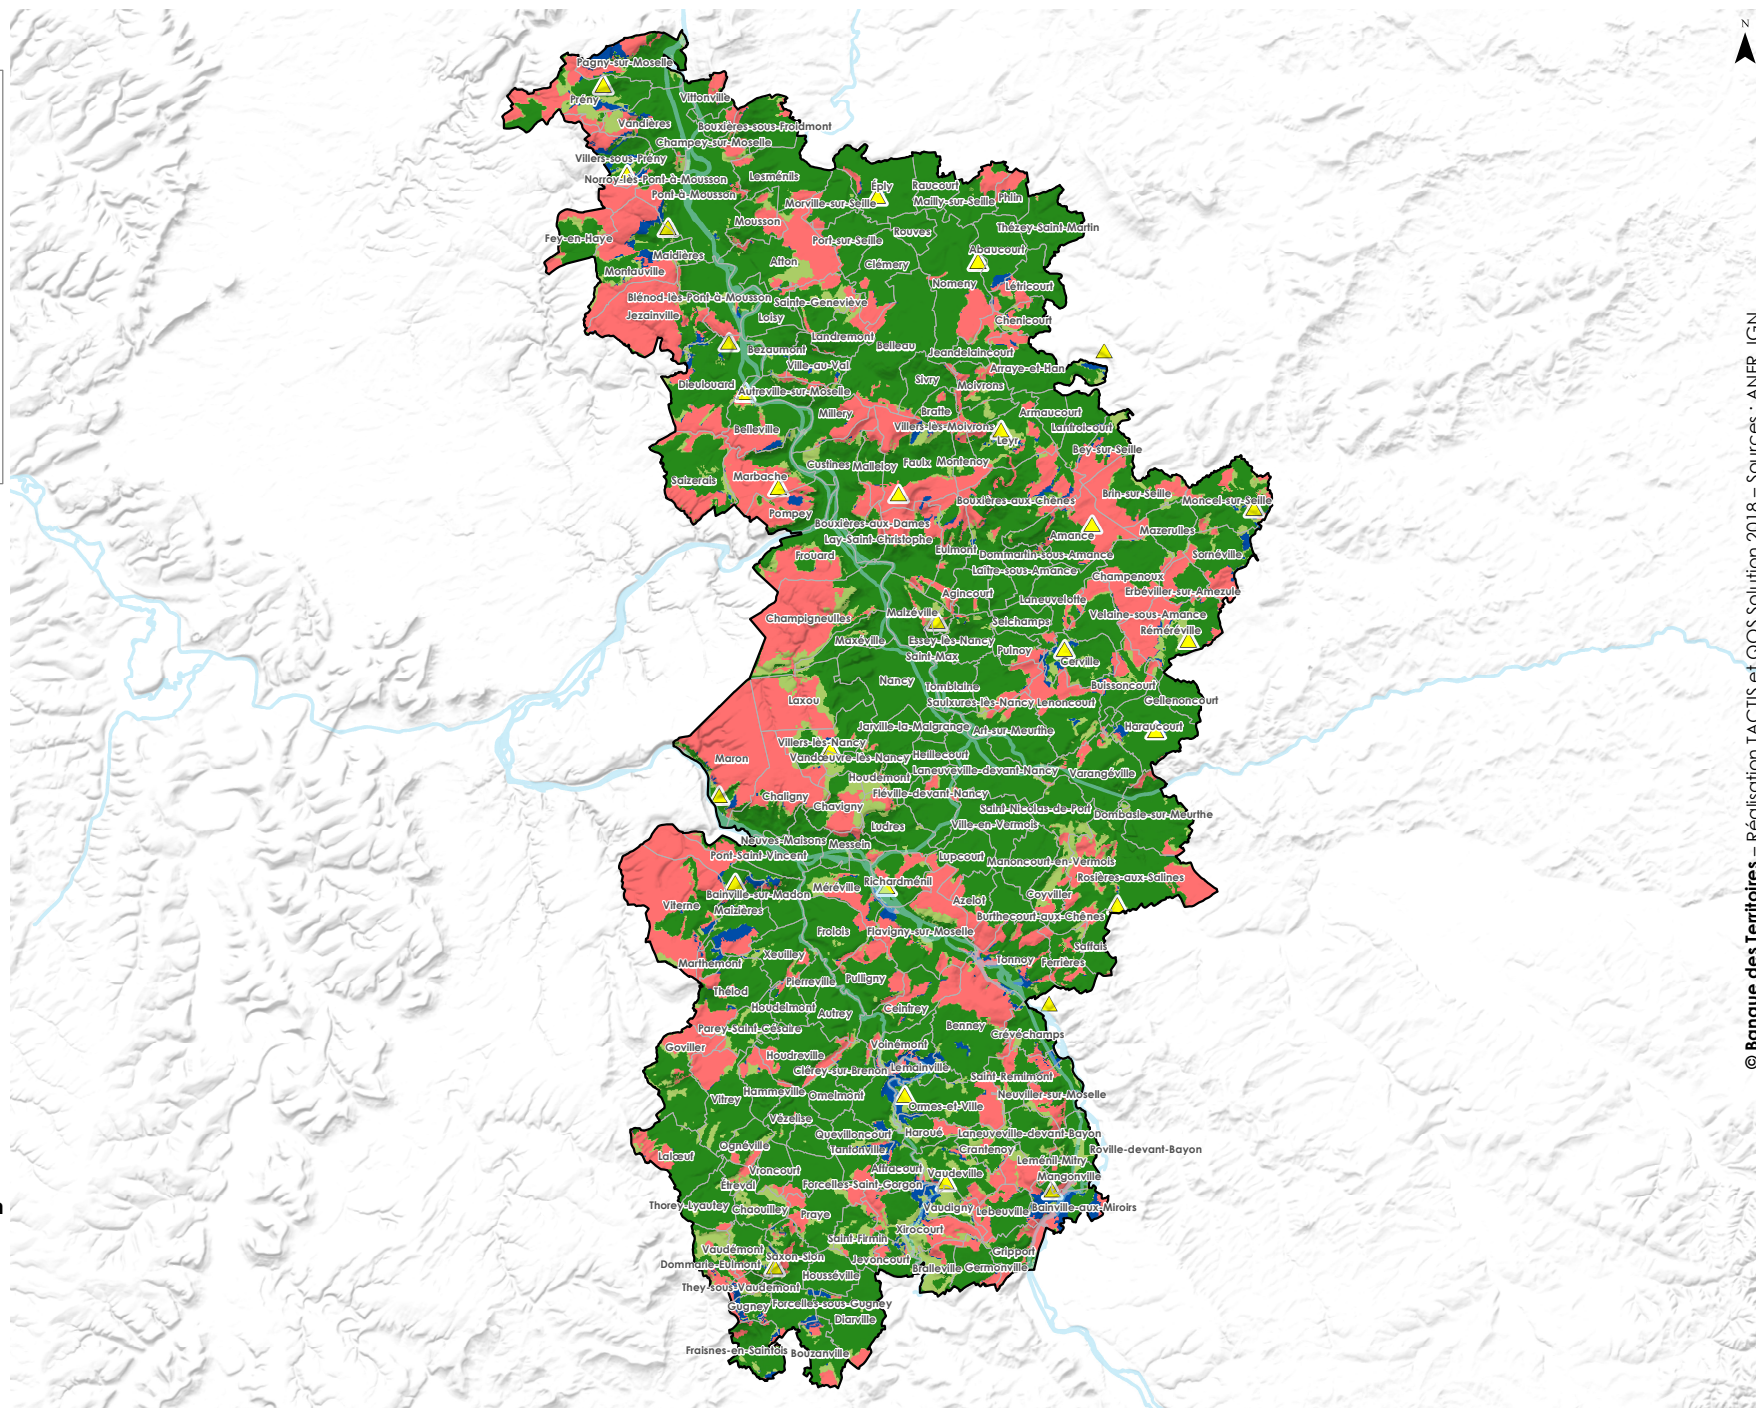 N
Pagny-sur-Moselle
Prény
Vittonville
Vandières
Bouxières-sous-Froidmont
Champey-sur-Moselle
Villers-sous-Prény
Norroy-lès-Pont-à-Mousson
Lesménils
Pont-à-Mousson
Éply
Raucourt
Morville-sur-Seille
Mailly-sur-Seille
Phlin
Mousson
Thézey-Saint-Martin
Fey-en-Haye
Port-sur-Seille
Rouves
Abaucourt
Maidières
Atton
Clémery
Montauville
Nomeny
Létricourt
Blénod-lès-Pont-à-Mousson
Sainte-Geneviève
Jezainville
Loisy
Chenicourt
Landremont
Belleau
Bezaumont
Jeandelaincourt
Ville-au-Val
Arraye-et-Han
Dieulouard
Sivry
Moivrons
Autreville-sur-Moselle
Millery
Bratte
Armaucourt
Belleville
Villers-lès-Moivrons
Lanfroicourt
Leyr
Bey-sur-Seille
Custines
Malleloy
Faulx
Montenoy
Saizerais
Marbache
Brin-sur-Seille
Moncel-sur-Seille
Bouxières-aux-Chênes
Pompey
Bouxières-aux-Dames
Mazerulles
Lay-Saint-Christophe
Amance
Eulmont
Dommartin-sous-Amance
Sornéville
Frouard
Laître-sous-Amance
Champenoux
Agincourt
Erbéviller-sur-Amezule
Laneuvelotte
Champigneulles
Malzéville
Seichamps
Velaine-sous-Amance
Réméréville
Maxéville
Essey-lès-Nancy
Saint-Max
Pulnoy
Cerville
Nancy
Tomblaine
Buissoncourt
Laxou
Saulxures-lès-Nancy
Lenoncourt
Gellenoncourt
Jarville-la-Malgrange
Art-sur-Meurthe
Haraucourt
Villers-lès-Nancy
Maron
Vandœuvre-lès-Nancy
Heillecourt
Houdemont
Laneuveville-devant-Nancy
Varangéville
Chaligny
Chavigny
Fléville-devant-Nancy
Saint-Nicolas-de-Port
Dombasle-sur-Meurthe
Ludres
Ville-en-Vermois
Neuves-Maisons
Messein
Pont-Saint-Vincent
Lupcourt
Manoncourt-en-Vermois
Richardménil
Rosières-aux-Salines
Bainville-sur-Madon
Méréville
Coyviller
Viterne
Maizières
Azelot
Burthecourt-aux-Chênes
Frolois
Flavigny-sur-Moselle
Saffais
Marthemont
Xeuilley
Tonnoy
Ferrières
Thélod
Pierreville
Pulligny
Houdelmont
Autrey
Ceintrey
Parey-Saint-Césaire
Benney
Crévéchamps
Goviller
Houdreville
Voinémont
Clérey-sur-Brenon
Lemainville
Saint-Remimont
Vitrey
Hammeville
Omelmont
Neuviller-sur-Moselle
Ormes-et-Ville
Vézelise
Quevilloncourt
Haroué
Laneuveville-devant-Bayon
Ognéville
Tantonville
Crantenoy
Roville-devant-Bayon
Lalœuf
Vroncourt
Affracourt
Leménil-Mitry
Étreval
Forcelles-Saint-Gorgon
Vaudeville
Mangonville
Thorey-Lyautey
Chaouilley
Praye
Vaudigny
Lebeuville
Bainville-aux-Miroirs
Xirocourt
Saint-Firmin
Vaudémont
Saxon-Sion
Jevoncourt
Gripport
Dommarie-Eulmont
Housséville
Bralleville
Germonville
They-sous-Vaudemont
Gugney
Forcelles-sous-Gugney
Diarville
Fraisnes-en-Saintois
Bouzanville
© Banque des Territoires – Réalisation TACTIS et QOS Solution 2018 – Sources : ANFR, IGN